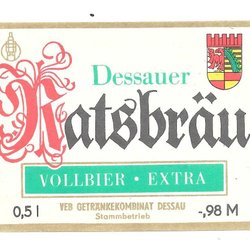 Dessauer
Ratsbräu
VOLLBIER · EXTRA
VEB GETRÄNKEKOMBINAT DESSAU
Stammbetrieb
0,5 l
-,98 M